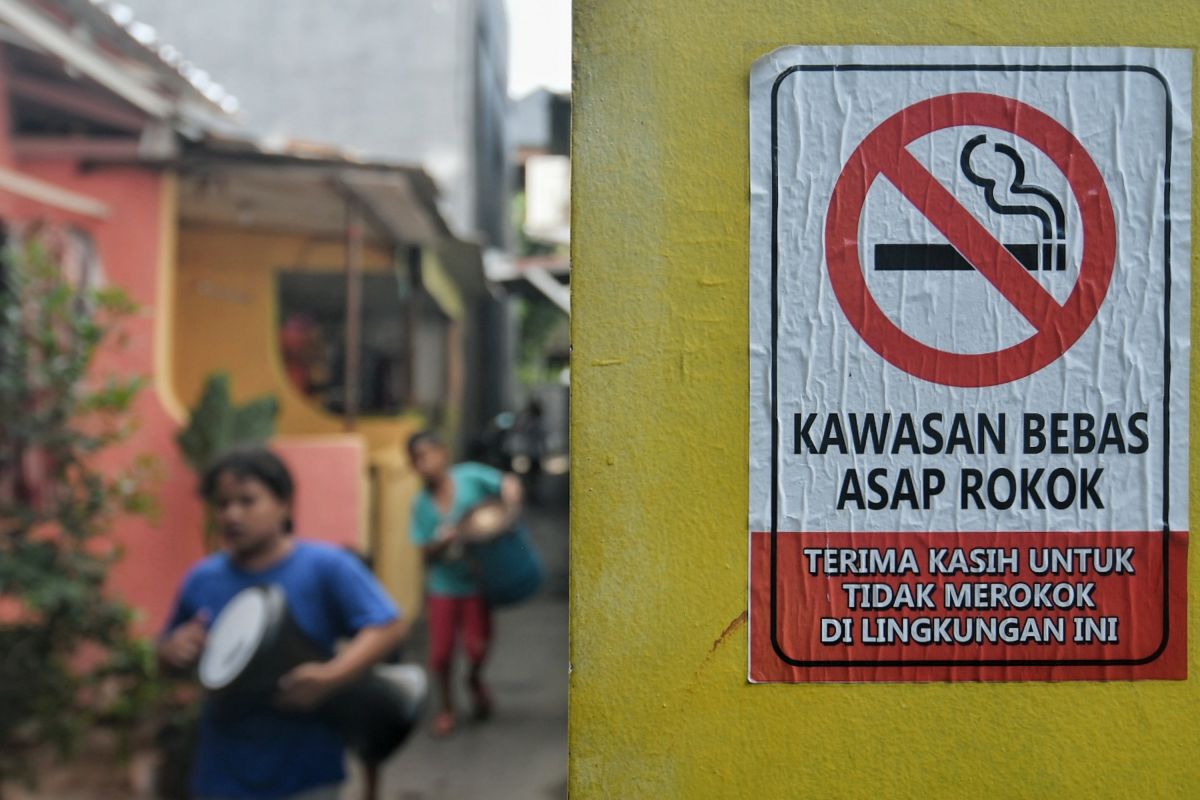 KAWASAN BEBAS
ASAP ROKOK
TERIMA KASIH UNTUK
TIDAK MEROKOK
DI LINGKUNGAN INI